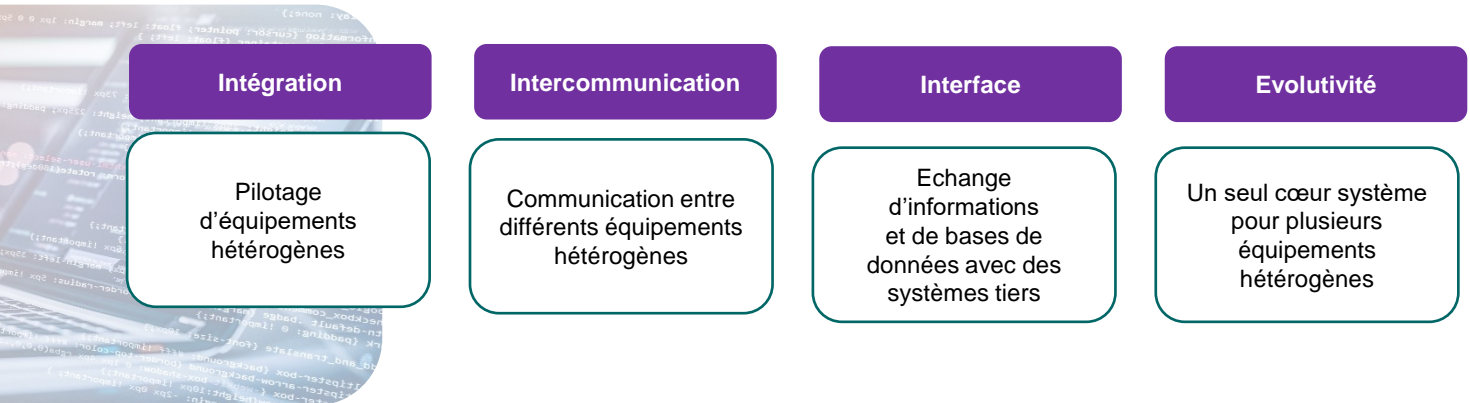 Intégration
Pilotage
d’équipements
hétérogènes
Intercommunication
Communication entre
différents équipements
hétérogènes
Interface
Echange
d’informations
et de bases de
données avec des
systèmes tiers
Evolutivité
Un seul cœur système
pour plusieurs
équipements
hétérogènes